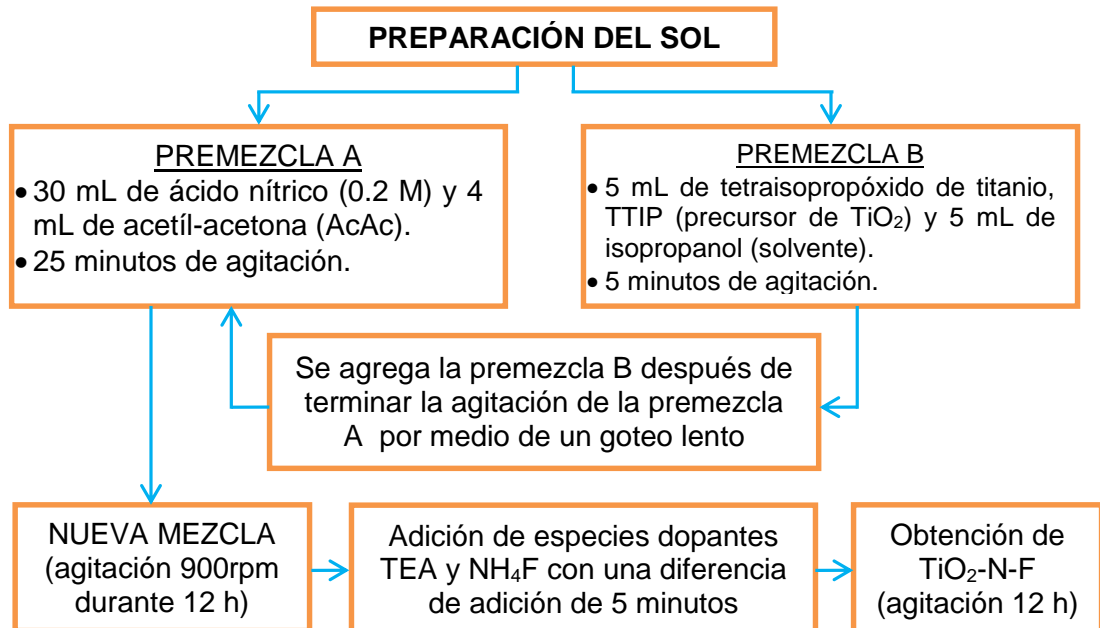 PREPARACIÓN DEL SOL
PREMEZCLA A
• 30 mL de ácido nítrico (0.2 M) y 4
mL de acetíl-acetona (AcAc).
• 25 minutos de agitación.
PREMEZCLA B
• 5 mL de tetraisopropóxido de titanio,
TTIP (precursor de TiO₂) y 5 mL de
isopropanol (solvente).
• 5 minutos de agitación.
Se agrega la premezcla B después de
terminar la agitación de la premezcla
A por medio de un goteo lento
NUEVA MEZCLA
(agitación 900rpm
durante 12 h)
Adición de especies dopantes
TEA y NH₄F con una diferencia
de adición de 5 minutos
Obtención de
TiO₂-N-F
(agitación 12 h)